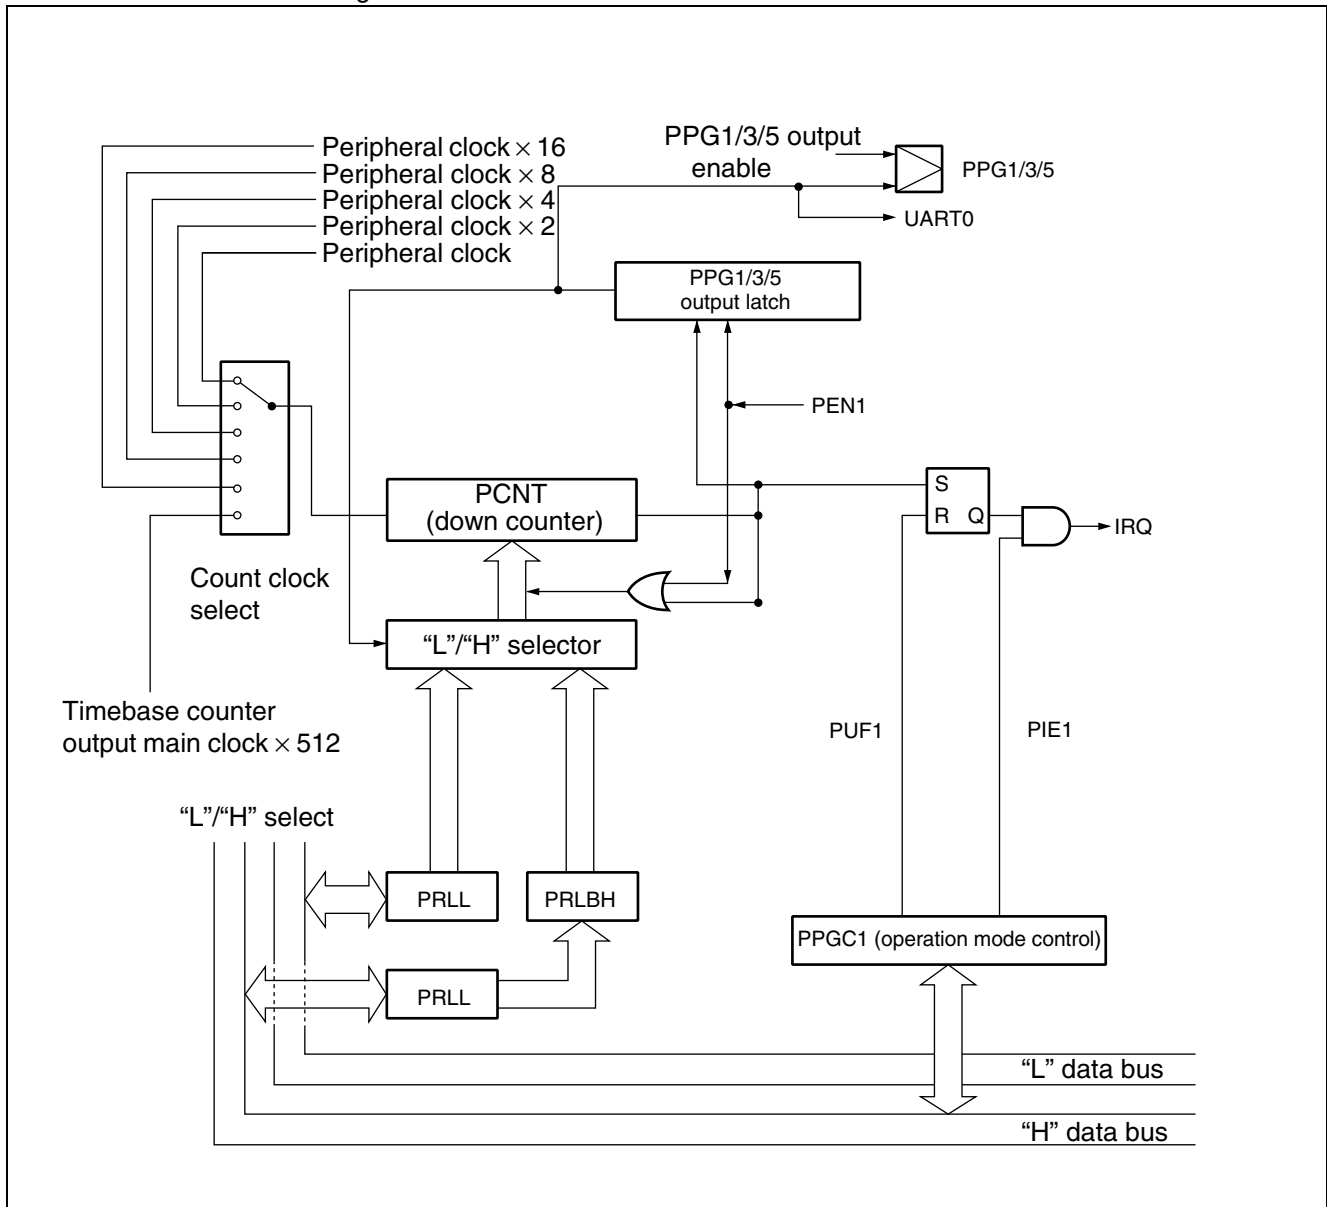 Peripheral clock × 16
Peripheral clock × 8
Peripheral clock × 4
Peripheral clock × 2
Peripheral clock
PPG1/3/5 output
enable
PPG1/3/5
UART0
PPG1/3/5
output latch
PEN1
PCNT
(down counter)
S
R Q
IRQ
Count clock
select
“L”/“H” selector
Timebase counter
output main clock × 512
PUF1
PIE1
“L”/“H” select
PRLL
PRLBH
PPGC1 (operation mode control)
PRLL
“L” data bus
“H” data bus